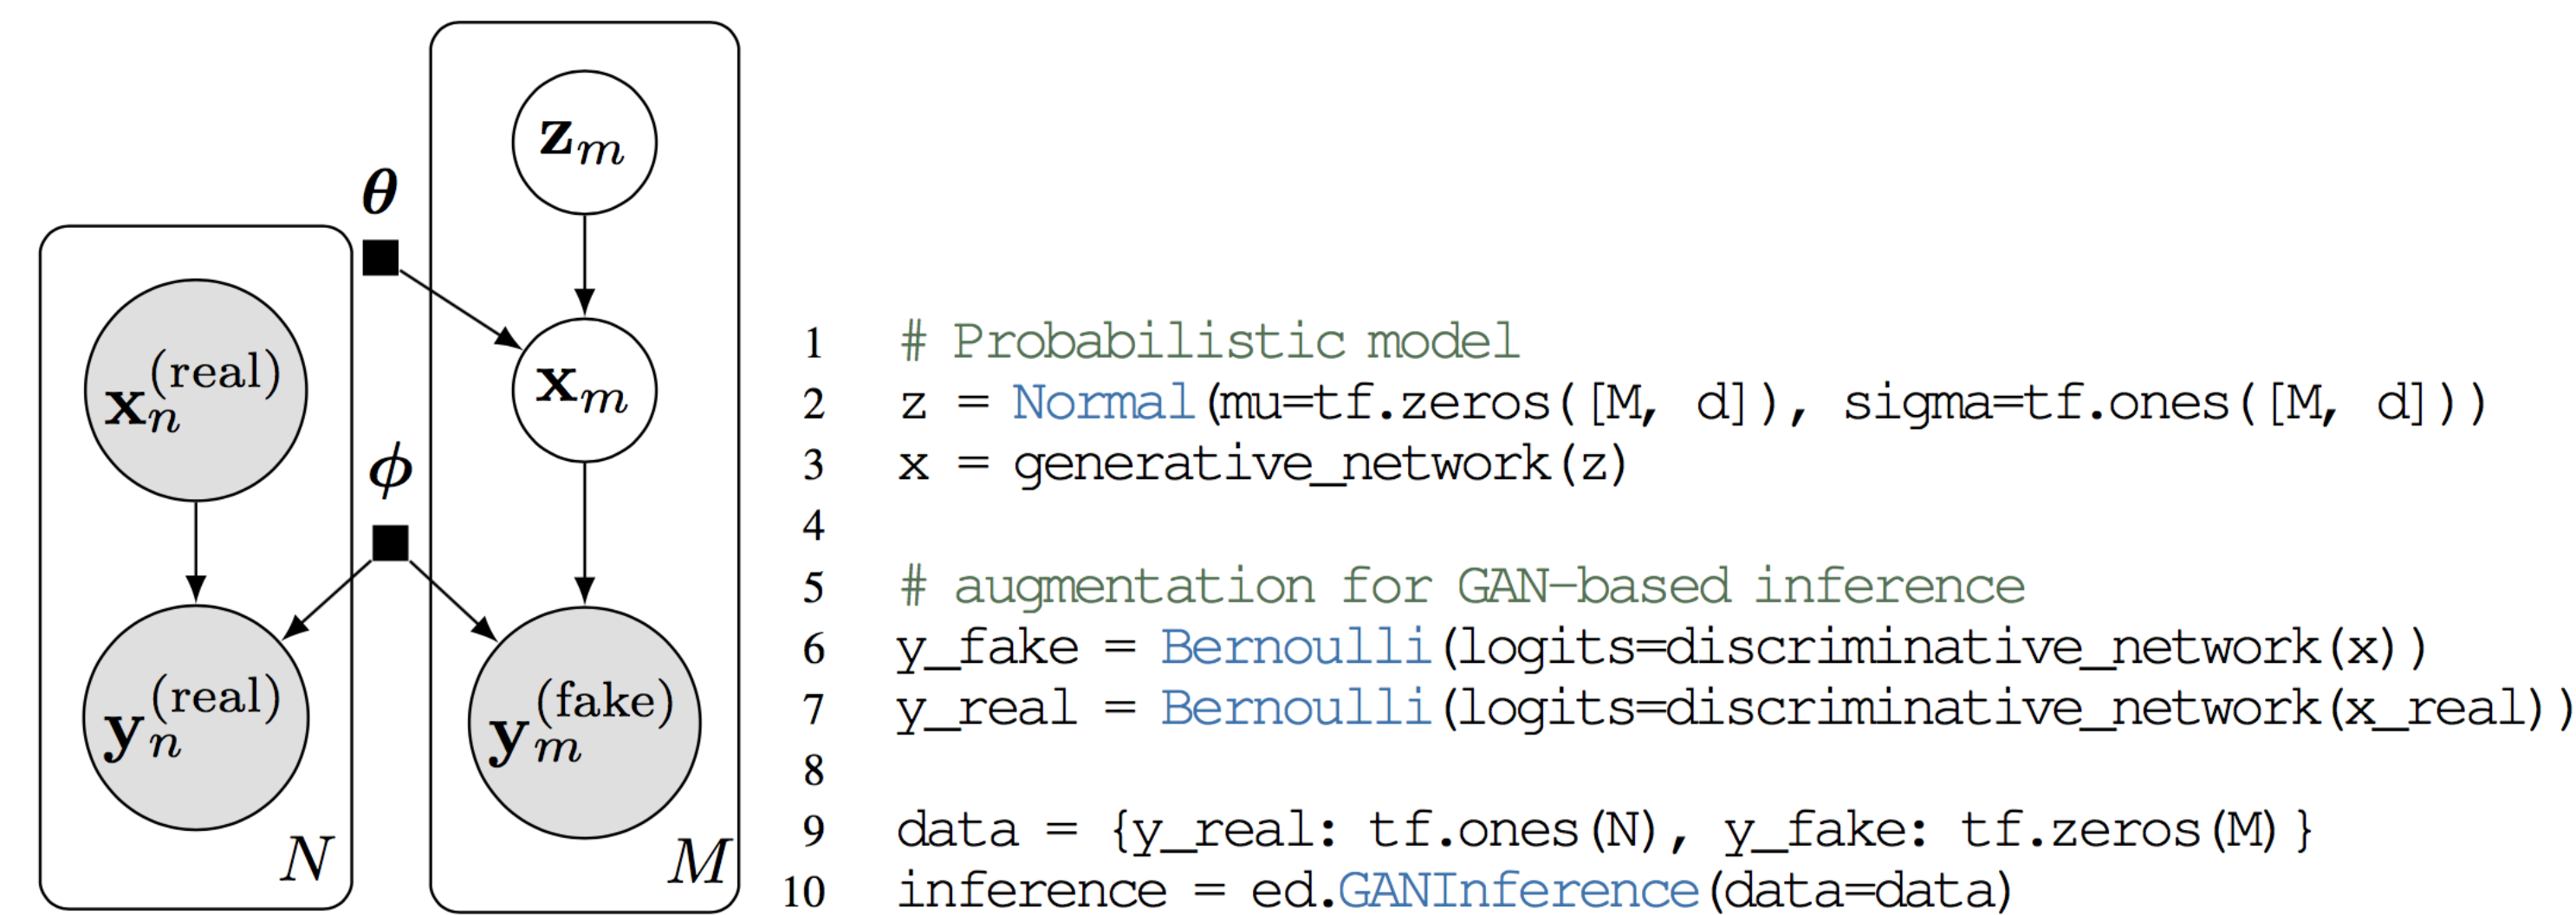 z_m
θ
x_n^(real)
x_m
ϕ
y_n^(real)
y_m^(fake)
N
M
1 # Probabilistic model
2 z = Normal(mu=tf.zeros([M, d]), sigma=tf.ones([M, d]))
3 x = generative_network(z)
4
5 # augmentation for GAN-based inference
6 y_fake = Bernoulli(logits=discriminative_network(x))
7 y_real = Bernoulli(logits=discriminative_network(x_real))
8
9 data = {y_real: tf.ones(N), y_fake: tf.zeros(M)}
10 inference = ed.GANInference(data=data)